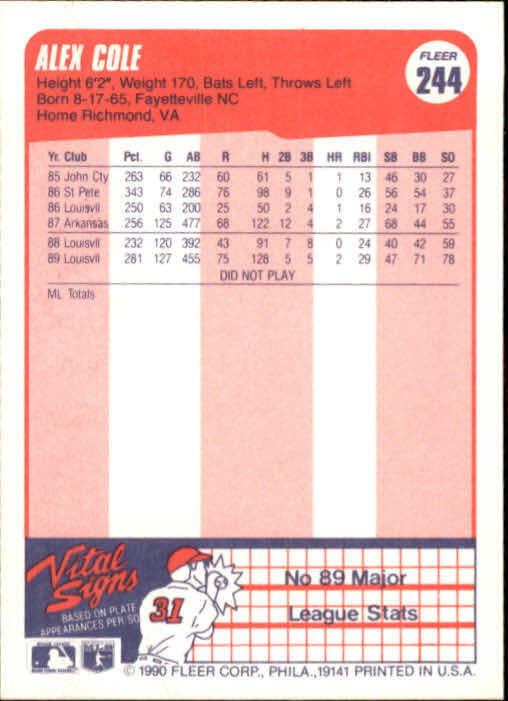 ALEX COLE
FLEER
244
Height 6'2", Weight 170, Bats Left, Throws Left
Born 8-17-65, Fayetteville NC
Home Richmond, VA
Yr. Club Pct. G AB R H 2B 3B HR RBI SB BB SO
85 John Cty 263 66 232 60 61 5 1 1 13 46 30 27
86 St Pete 343 74 286 76 98 9 1 0 26 56 54 37
86 Louisvil 250 63 200 25 50 2 4 1 16 24 17 30
87 Arkansas 256 125 477 68 122 12 4 2 27 68 44 55
88 Louisvil 232 120 392 43 91 7 8 0 24 40 42 59
89 Louisvil 281 127 455 75 128 5 5 2 29 47 71 78
DID NOT PLAY
ML Totals
Vital
Signs
BASED ON PLATE
APPEARANCES PER SO
31
No 89 Major
League Stats
© 1990 FLEER CORP., PHILA.,19141 PRINTED IN U.S.A.